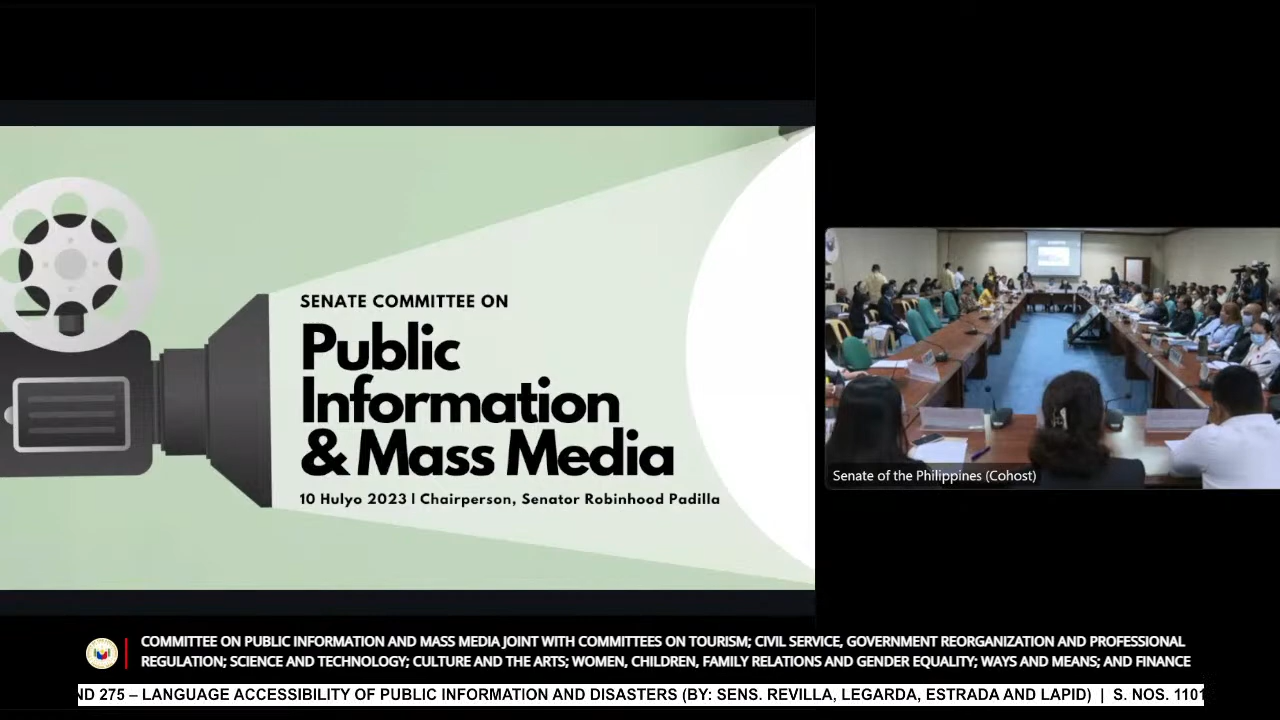 SENATE COMMITTEE ON
Public
Information
& Mass Media
10 Hulyo 2023 | Chairperson, Senator Robinhood Padilla
Senate of the Philippines (Cohost)
COMMITTEE ON PUBLIC INFORMATION AND MASS MEDIA JOINT WITH COMMITTEES ON TOURISM; CIVIL SERVICE, GOVERNMENT REORGANIZATION AND PROFESSIONAL
REGULATION; SCIENCE AND TECHNOLOGY; CULTURE AND THE ARTS; WOMEN, CHILDREN, FAMILY RELATIONS AND GENDER EQUALITY; WAYS AND MEANS; AND FINANCE
ND 275 – LANGUAGE ACCESSIBILITY OF PUBLIC INFORMATION AND DISASTERS (BY: SENS. REVILLA, LEGARDA, ESTRADA AND LAPID) | S. NOS. 1101